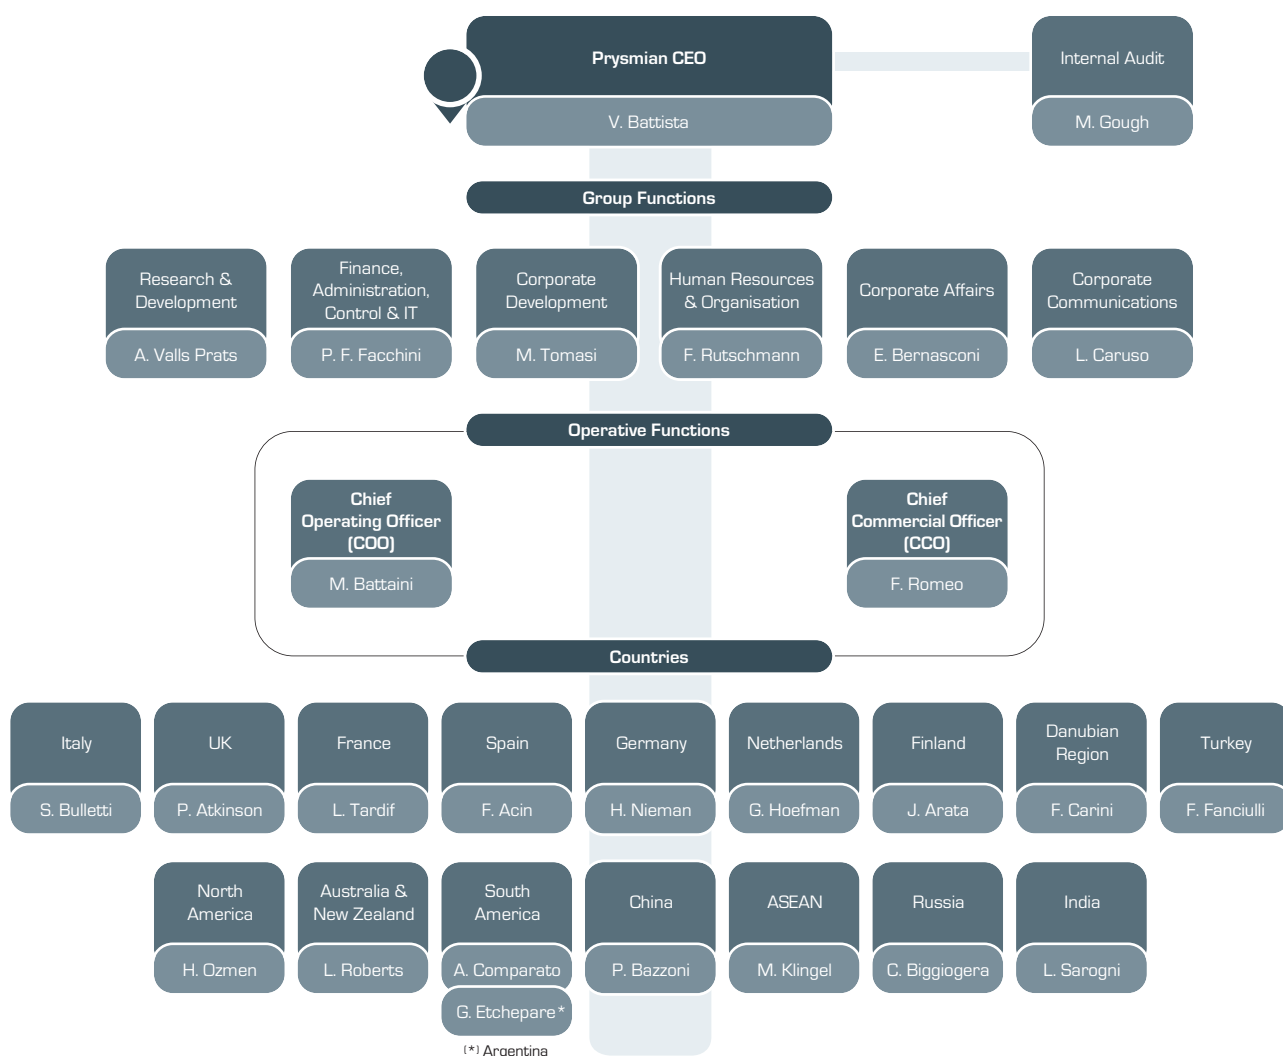 Prysmian CEO
V. Battista
Internal Audit
M. Gough
Group Functions
Research &
Development
A. Valls Prats
Finance,
Administration,
Control & IT
P. F. Facchini
Corporate
Development
M. Tomasi
Human Resources
& Organisation
F. Rutschmann
Corporate Affairs
E. Bernasconi
Corporate
Communications
L. Caruso
Operative Functions
Chief
Operating Officer
(COO)
M. Battaini
Chief
Commercial Officer
(CCO)
F. Romeo
Countries
Italy
S. Bulletti
UK
P. Atkinson
France
L. Tardif
Spain
F. Acin
Germany
H. Nieman
Netherlands
G. Hoefman
Finland
J. Arata
Danubian
Region
F. Carini
Turkey
F. Fanciulli
North
America
H. Ozmen
Australia &
New Zealand
L. Roberts
South
America
A. Comparato
G. Etchepare*
(*) Argentina
China
P. Bazzoni
ASEAN
M. Klingel
Russia
C. Biggiogera
India
L. Sarogni